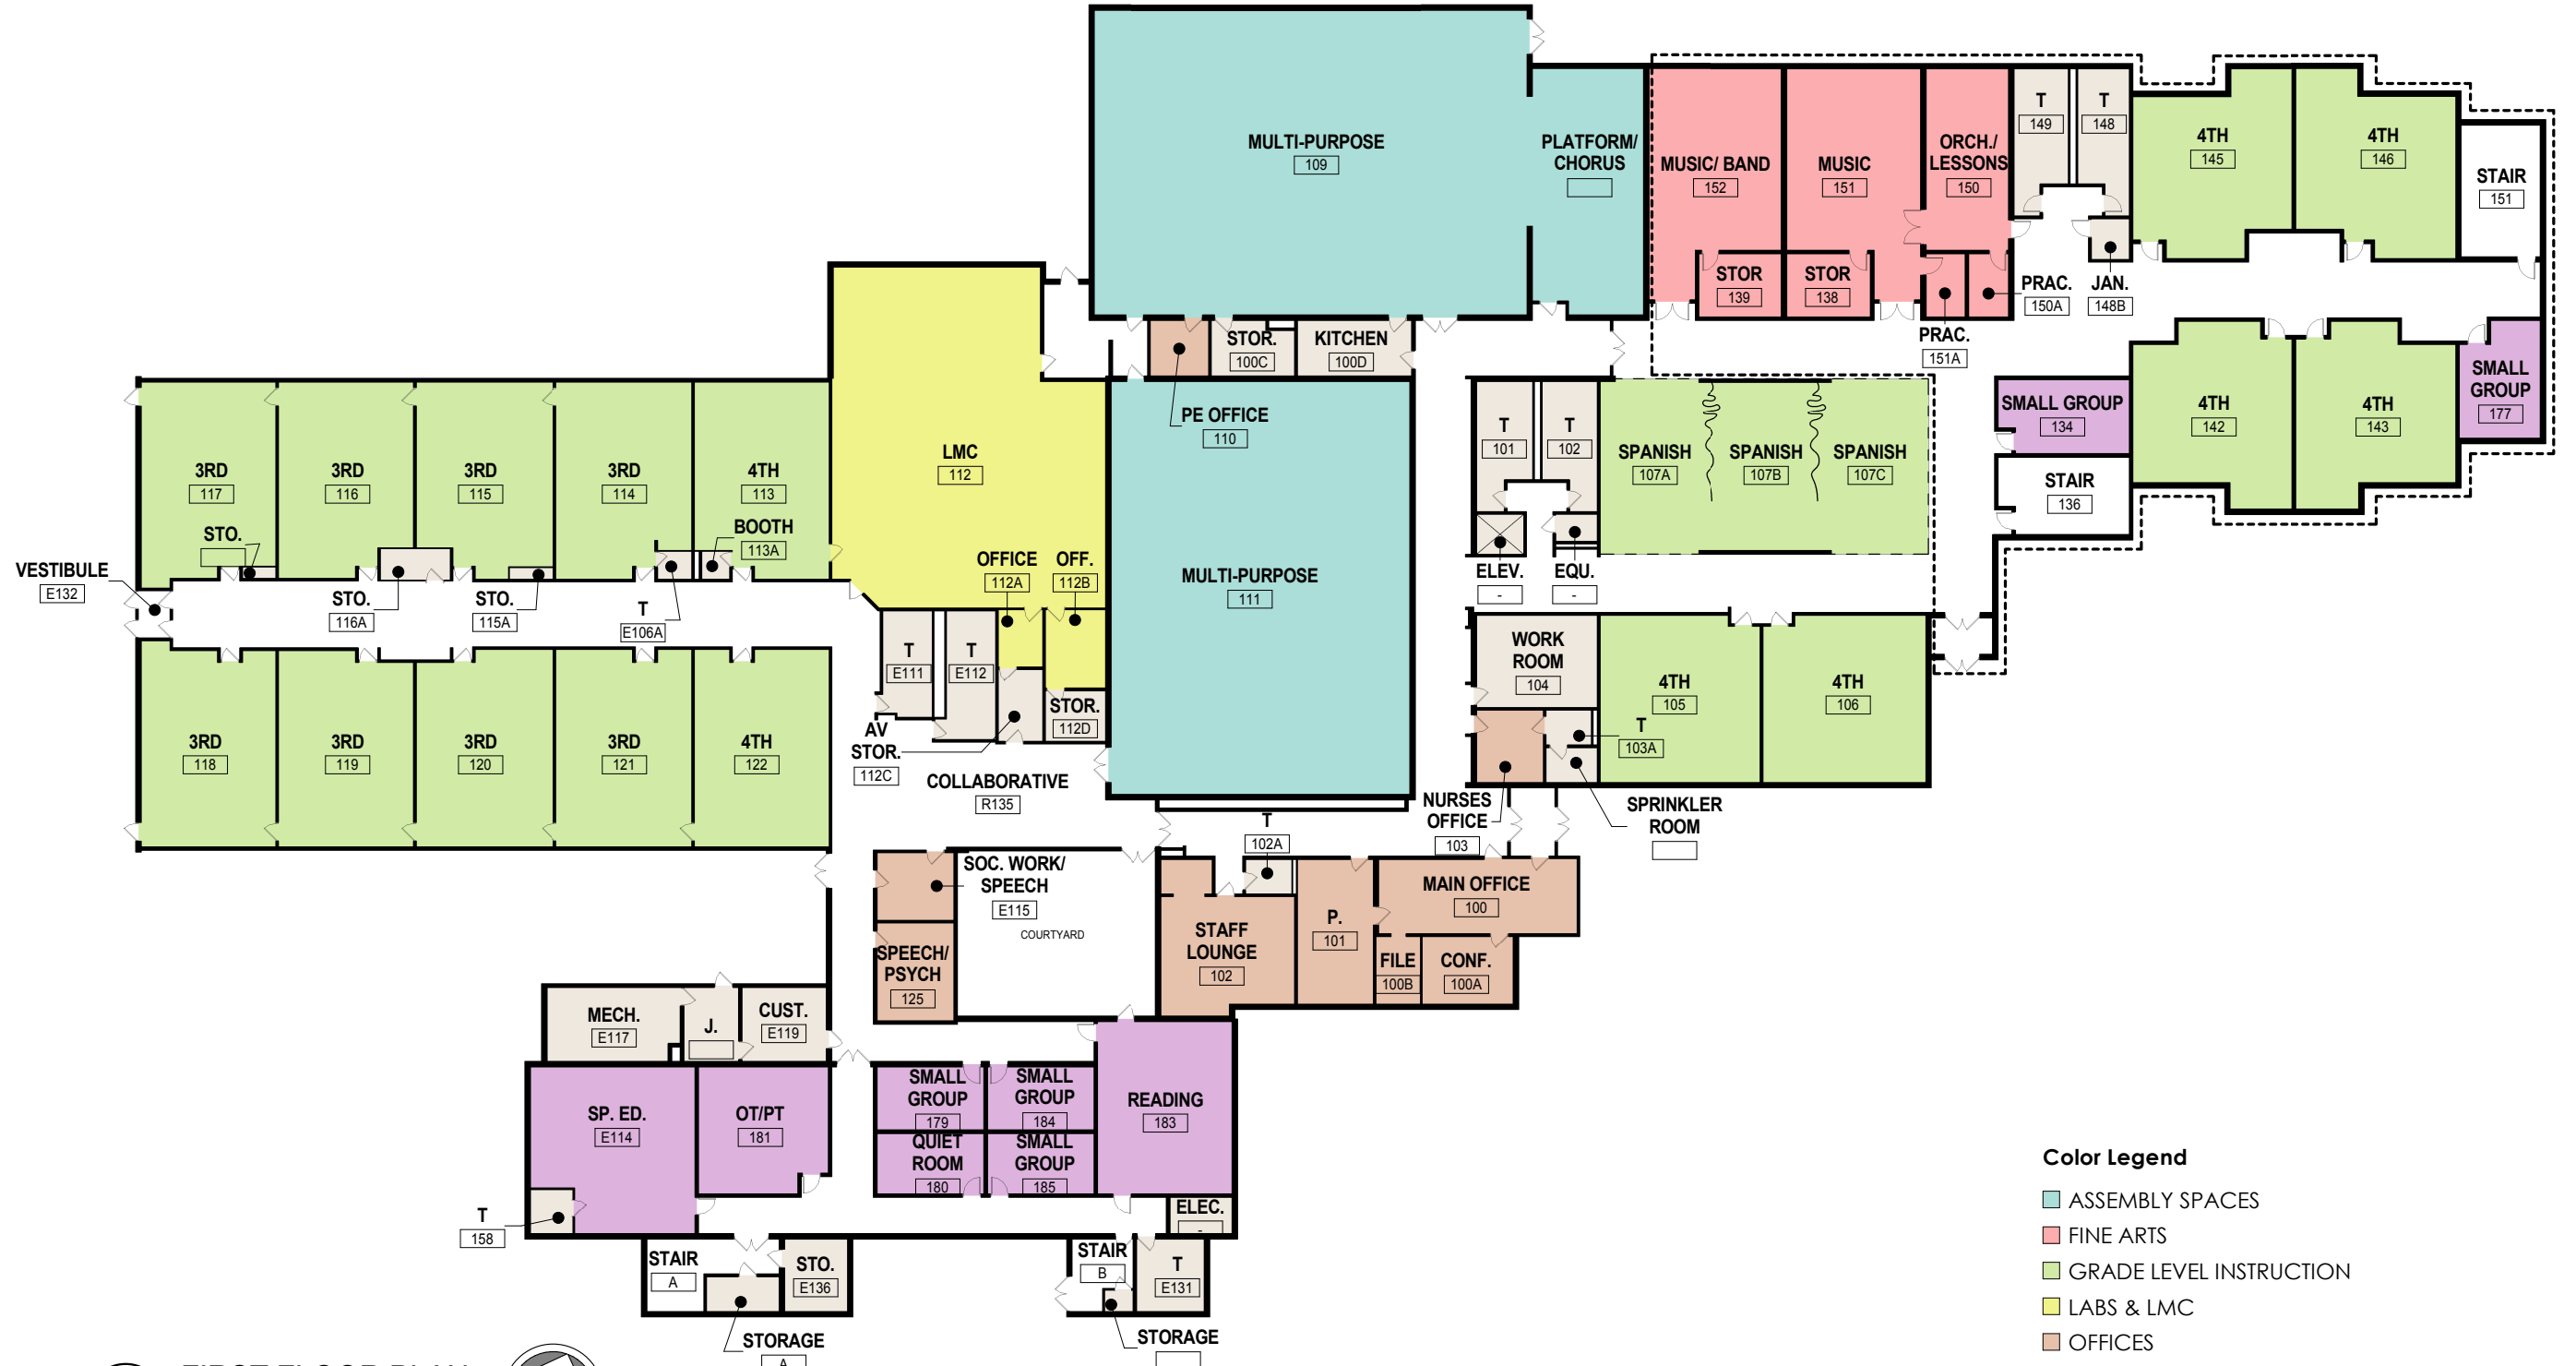 MULTI-PURPOSE
109
PLATFORM/
CHORUS
MUSIC/ BAND
152
MUSIC
151
ORCH./
LESSONS
150
T
149
T
148
4TH
145
4TH
146
STAIR
151
STOR
139
STOR
138
PRAC.
150A
JAN.
148B
PRAC.
151A
STOR.
100C
KITCHEN
100D
PE OFFICE
110
SMALL
GROUP
177
SMALL GROUP
134
4TH
142
4TH
143
STAIR
136
3RD
117
3RD
116
3RD
115
3RD
114
4TH
113
LMC
112
T
101
T
102
SPANISH
107A
SPANISH
107B
SPANISH
107C
STO.
BOOTH
113A
OFFICE
112A
OFF.
112B
MULTI-PURPOSE
111
ELEV.
-
EQU.
-
VESTIBULE
E132
STO.
116A
STO.
115A
T
E106A
T
E111
T
E112
WORK
ROOM
104
4TH
105
4TH
106
3RD
118
3RD
119
3RD
120
3RD
121
4TH
122
AV
STOR.
112C
STOR.
112D
T
103A
COLLABORATIVE
R135
NURSES
OFFICE
103
SPRINKLER
ROOM
T
102A
SOC. WORK/
SPEECH
E115
COURTYARD
MAIN OFFICE
100
STAFF
LOUNGE
102
P.
101
FILE
100B
CONF.
100A
SPEECH/
PSYCH
125
MECH.
E117
J.
CUST.
E119
SP. ED.
E114
OT/PT
181
SMALL
GROUP
179
SMALL
GROUP
184
READING
183
QUIET
ROOM
180
SMALL
GROUP
185
T
158
ELEC.
-
STAIR
A
STO.
E136
STAIR
B
T
E131
STORAGE
A
STORAGE
Color Legend
ASSEMBLY SPACES
FINE ARTS
GRADE LEVEL INSTRUCTION
LABS & LMC
OFFICES
FIRST FLOOR PLAN